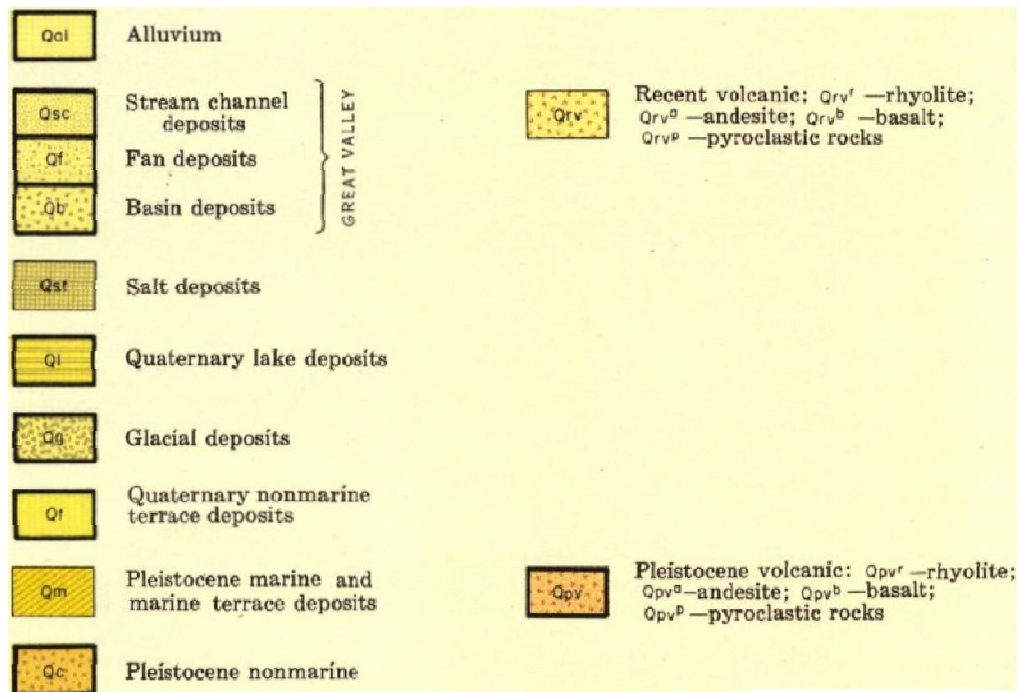 Qal Alluvium
Qsc Stream channel
deposits
Qf Fan deposits
Qb Basin deposits
GREAT VALLEY
Qst Salt deposits
Ql Quaternary lake deposits
Qg Glacial deposits
Qt Quaternary nonmarine
terrace deposits
Qm Pleistocene marine and
marine terrace deposits
Qc Pleistocene nonmarine
Qrv Recent volcanic: Qrvʳ —rhyolite;
Qrvᵃ —andesite; Qrvᵇ —basalt;
Qrvᵖ —pyroclastic rocks
Qpv Pleistocene volcanic: Qpvʳ —rhyolite;
Qpvᵃ —andesite; Qpvᵇ —basalt;
Qpvᵖ —pyroclastic rocks